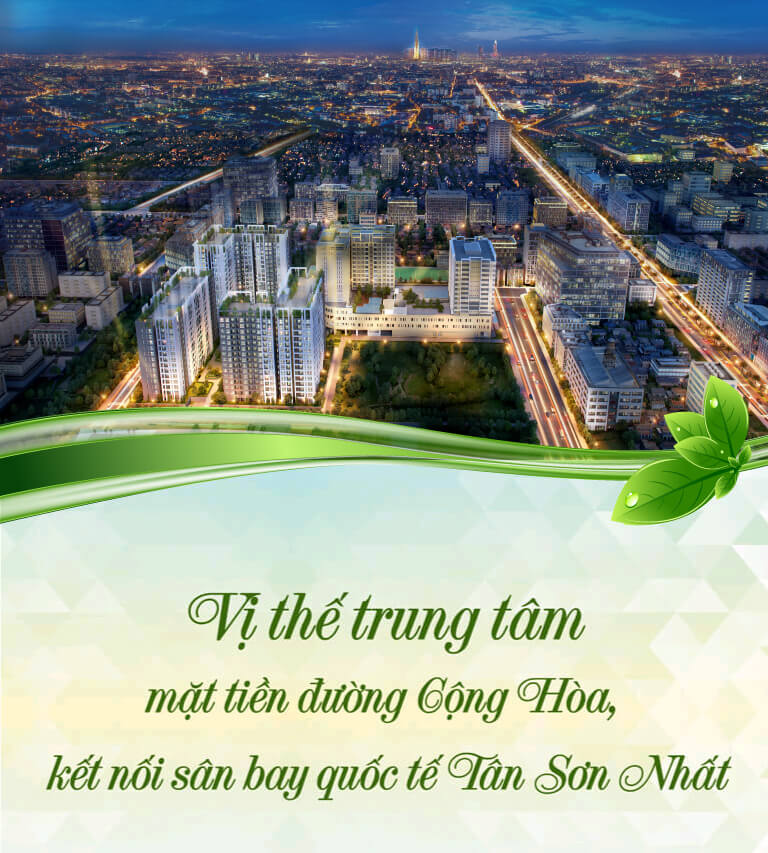 Vị thế trung tâm
mặt tiền đường Cộng Hòa,
kết nối sân bay quốc tế Tân Sơn Nhất